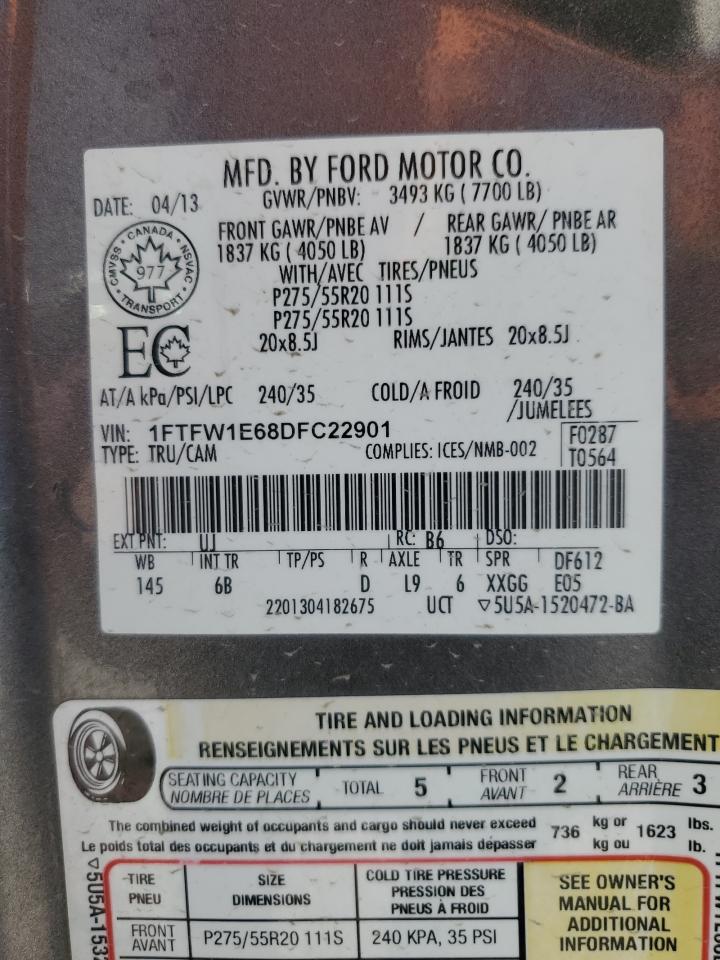 MFD. BY FORD MOTOR CO.
DATE: 04/13 GVWR/PNBV: 3493 KG ( 7700 LB)
FRONT GAWR/PNBE AV / REAR GAWR/ PNBE AR
1837 KG ( 4050 LB) 1837 KG ( 4050 LB)
WITH/AVEC TIRES/PNEUS
P275/55R20 111S
P275/55R20 111S
20x8.5J RIMS/JANTES 20x8.5J
CMVSS • CANADA • NSVAC • TRANSPORT •
977
EC
AT/A kPa/PSI/LPC 240/35 COLD/A FROID 240/35
/JUMELEES
VIN: 1FTFW1E68DFC22901 F0287
TYPE: TRU/CAM COMPLIES: ICES/NMB-002 T0564
EXT PNT: UJ RC: B6 DSO:
WB INT TR TP/PS R AXLE TR SPR DF612
145 6B D L9 6 XXGG E05
2201304182675 UCT ▽5U5A-1520472-BA
TIRE AND LOADING INFORMATION
RENSEIGNEMENTS SUR LES PNEUS ET LE CHARGEMENT
SEATING CAPACITY TOTAL 5 FRONT 2 REAR 3
NOMBRE DE PLACES AVANT ARRIÈRE
The combined weight of occupants and cargo should never exceed 736 kg or 1623 lbs.
Le poids total des occupants et du chargement ne doit jamais dépasser kg ou lb.
▽5U5A-153
TIRE SIZE COLD TIRE PRESSURE
PNEU DIMENSIONS PRESSION DES
PNEUS À FROID
FRONT P275/55R20 111S 240 KPA, 35 PSI
AVANT
SEE OWNER'S
MANUAL FOR
ADDITIONAL
INFORMATION